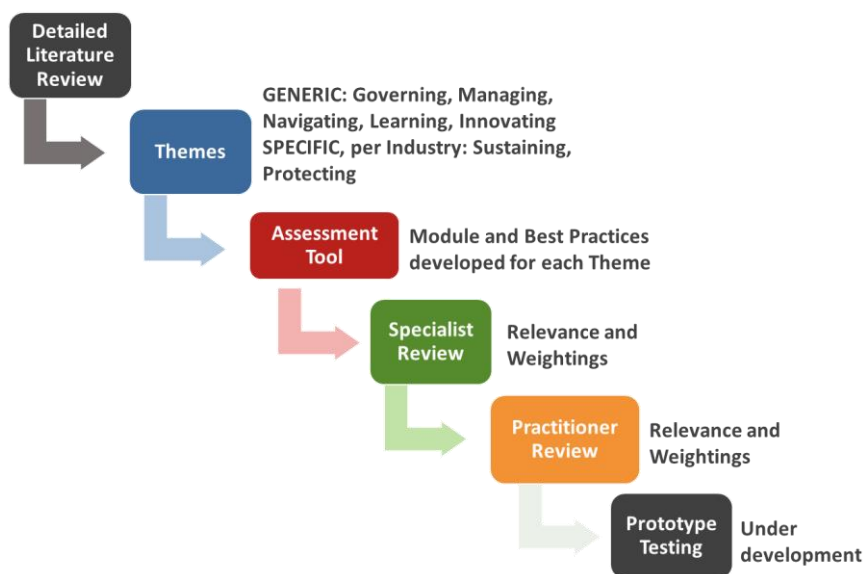 Detailed
Literature
Review
GENERIC: Governing, Managing,
Navigating, Learning, Innovating
SPECIFIC, per Industry: Sustaining,
Protecting
Themes
Assessment
Tool
Module and Best Practices
developed for each Theme
Specialist
Review
Relevance and
Weightings
Practitioner
Review
Relevance and
Weightings
Prototype
Testing
Under
development